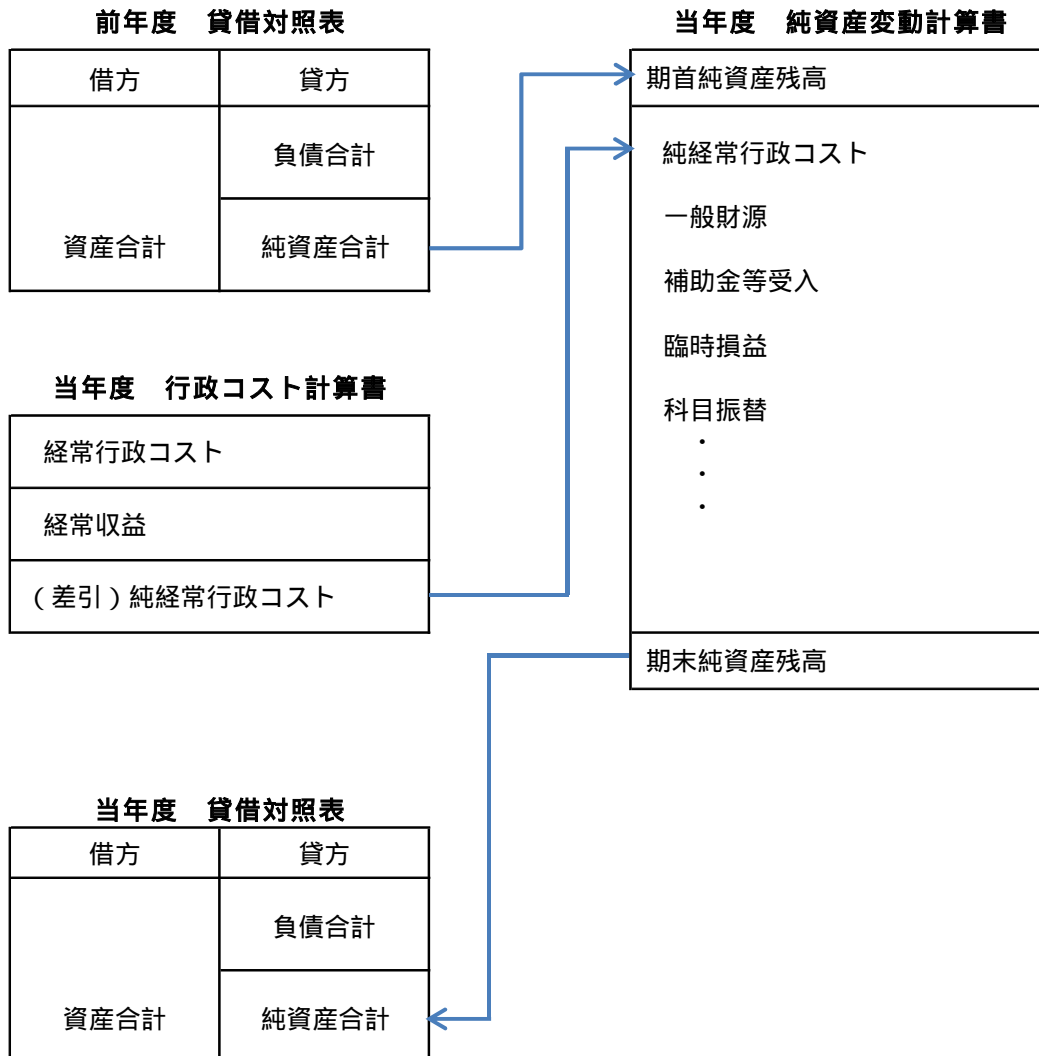 前年度　貸借対照表
借方　貸方
負債合計
資産合計　純資産合計
当年度　行政コスト計算書
経常行政コスト
経常収益
（差引）純経常行政コスト
当年度　純資産変動計算書
期首純資産残高
純経常行政コスト
一般財源
補助金等受入
臨時損益
科目振替
・
・
・
期末純資産残高
当年度　貸借対照表
借方　貸方
負債合計
資産合計　純資産合計